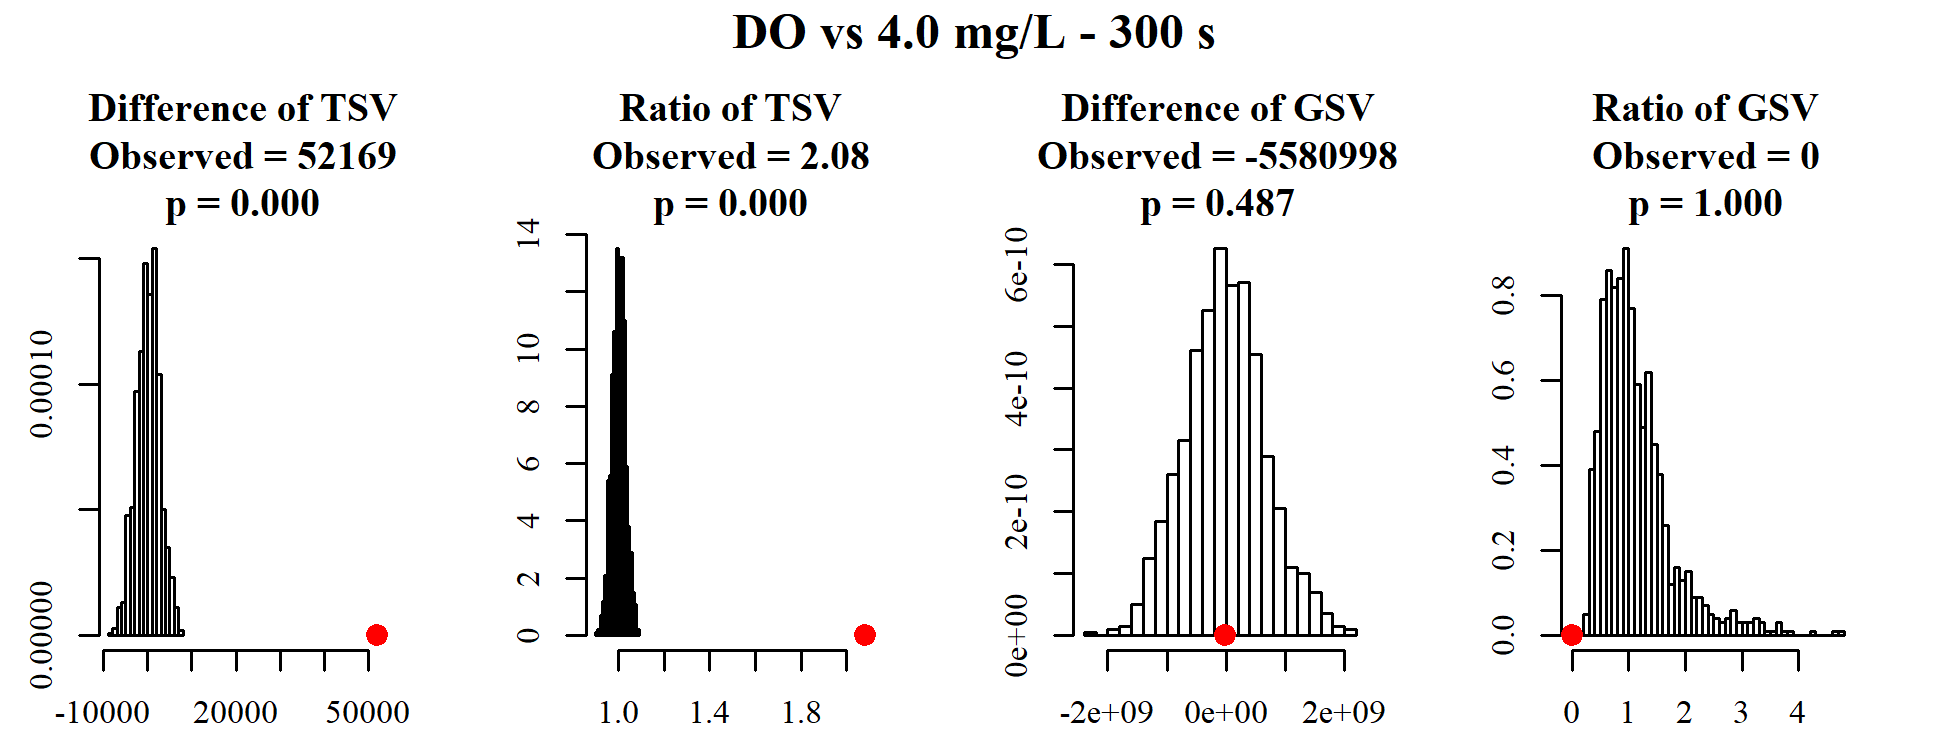 DO vs 4.0 mg/L - 300 s
Difference of TSV
Observed = 52169
p = 0.000
0.00000
0.00010
-10000 20000 50000
Ratio of TSV
Observed = 2.08
p = 0.000
0 2 4 6 8 10 14
1.0 1.4 1.8
Difference of GSV
Observed = -5580998
p = 0.487
0e+00 2e-10 4e-10 6e-10
-2e+09 0e+00 2e+09
Ratio of GSV
Observed = 0
p = 1.000
0.0 0.2 0.4 0.6 0.8
0 1 2 3 4